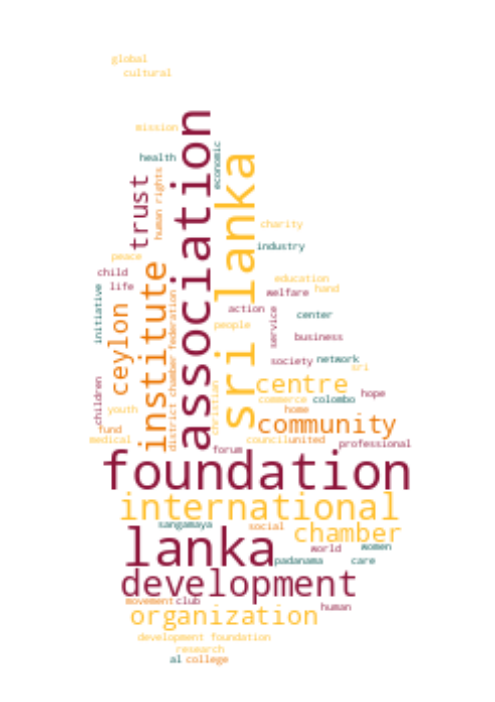 global
cultural
mission
health
economic
association
trust
human rights
sri lanka
charity
industry
peace
child
life
initiative
institute
ceylon
district chamber
federation
education
welfare
hand
action
service
center
people
business
society
network
sri
children
centre
christian
commerce
colombo
hope
youth
home
fund
community
medical
council
united
professional
forum
foundation
international
sangamaya
social
chamber
lanka
world
women
padanama
care
development
movement
club
human
organization
development foundation
research
al
college